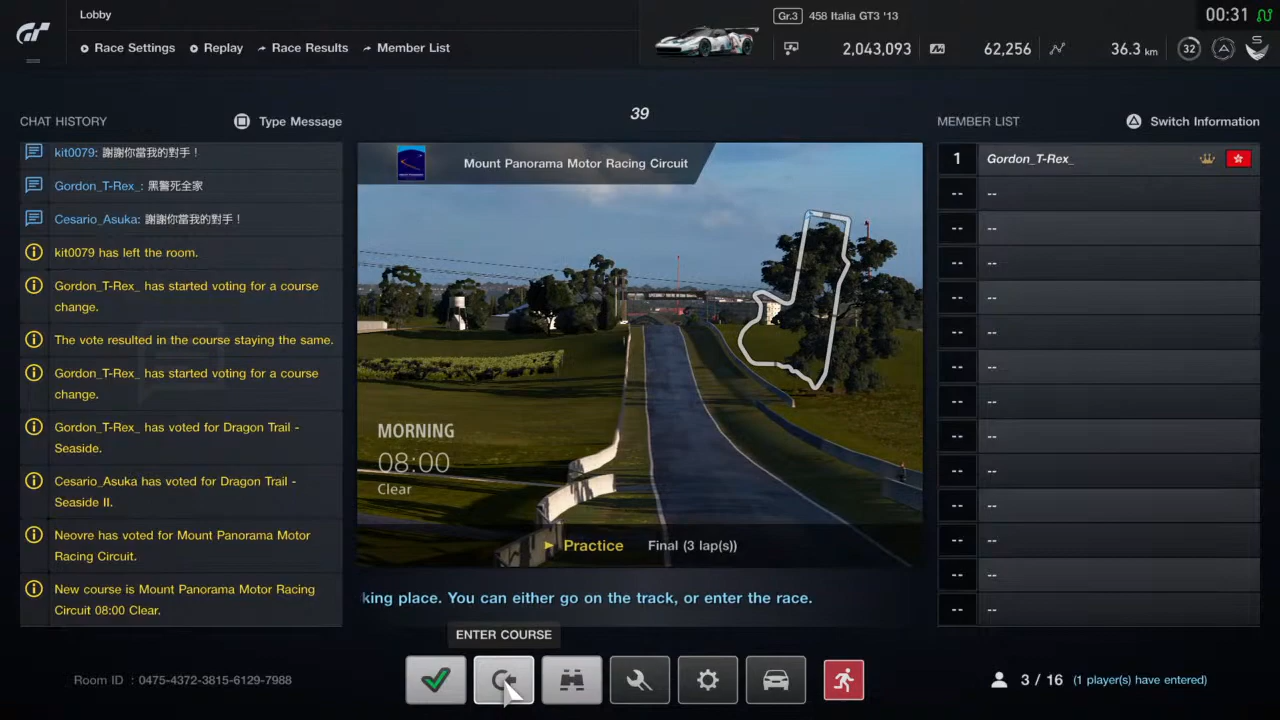 Lobby
Race Settings Replay Race Results Member List
Gr.3 458 Italia GT3 '13
2,043,093 62,256 36.3 km 32 S
00:31
CHAT HISTORY Type Message
kit0079: 謝謝你當我的對手！
Gordon_T-Rex_: 黑警死全家
Cesario_Asuka: 謝謝你當我的對手！
kit0079 has left the room.
Gordon_T-Rex_ has started voting for a course
change.
The vote resulted in the course staying the same.
Gordon_T-Rex_ has started voting for a course
change.
Gordon_T-Rex_ has voted for Dragon Trail -
Seaside.
Cesario_Asuka has voted for Dragon Trail -
Seaside II.
Neovre has voted for Mount Panorama Motor
Racing Circuit.
New course is Mount Panorama Motor Racing
Circuit 08:00 Clear.
39
Mount Panorama Motor Racing Circuit
MORNING
08:00
Clear
Practice Final (3 lap(s))
king place. You can either go on the track, or enter the race.
ENTER COURSE
MEMBER LIST Switch Information
1 Gordon_T-Rex_
-- --
-- --
-- --
-- --
-- --
-- --
-- --
-- --
-- --
-- --
-- --
-- --
-- --
Room ID : 0475-4372-3815-6129-7988
3 / 16 (1 player(s) have entered)